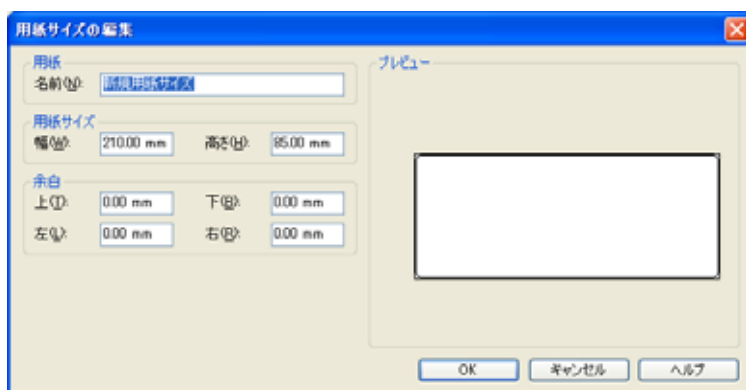 用紙サイズの編集
用紙
名前(N): 新規用紙サイズ
用紙サイズ
幅(W): 210.00 mm 高さ(H): 85.00 mm
余白
上(T): 0.00 mm 下(B): 0.00 mm
左(L): 0.00 mm 右(R): 0.00 mm
プレビュー
OK キャンセル ヘルプ